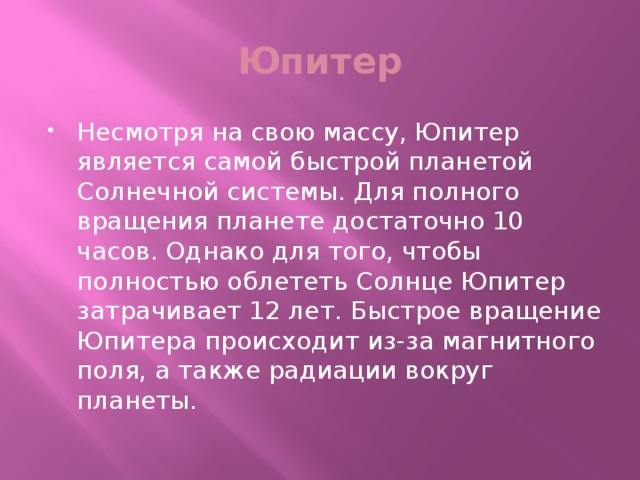 Юпитер
• Несмотря на свою массу, Юпитер
является самой быстрой планетой
Солнечной системы. Для полного
вращения планете достаточно 10
часов. Однако для того, чтобы
полностью облететь Солнце Юпитер
затрачивает 12 лет. Быстрое вращение
Юпитера происходит из-за магнитного
поля, а также радиации вокруг
планеты.